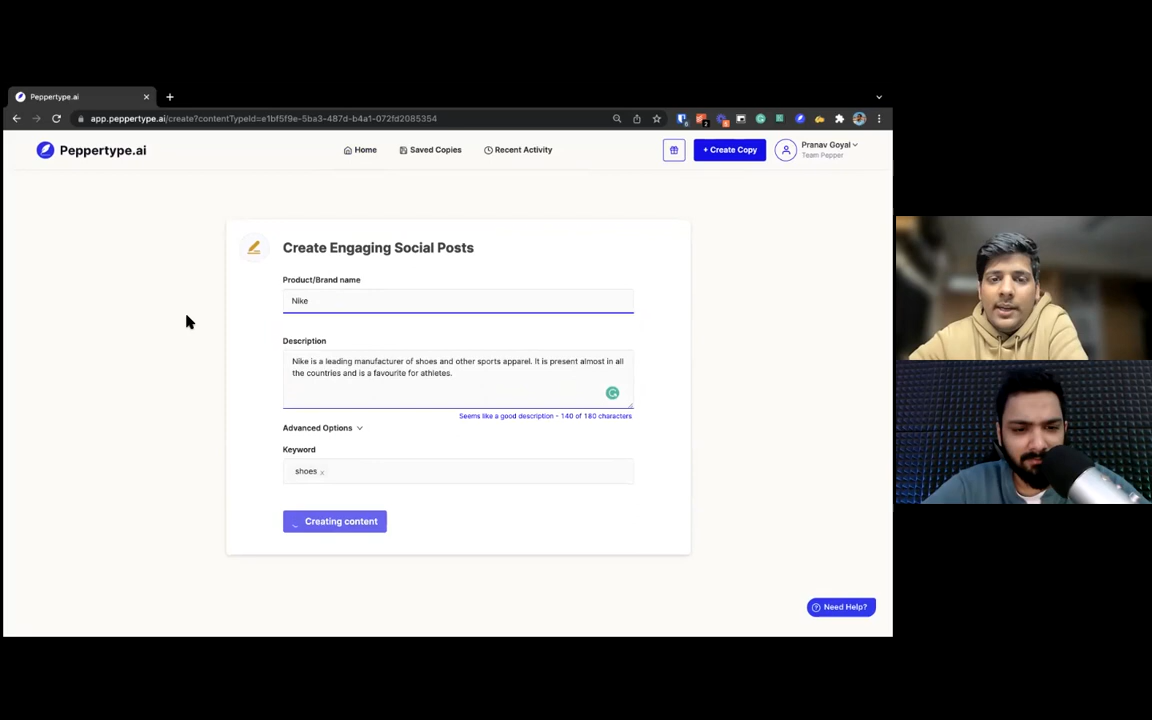 Peppertype.ai
app.peppertype.ai/create?contentTypeId=e1bf5f9e-5ba3-487d-b4a1-072fd2085354
Peppertype.ai
Home
Saved Copies
Recent Activity
+ Create Copy
Pranav Goyal
Team Pepper
Create Engaging Social Posts
Product/Brand name
Nike
Description
Nike is a leading manufacturer of shoes and other sports apparel. It is present almost in all
the countries and is a favourite for athletes.
Seems like a good description - 140 of 180 characters
Advanced Options
Keyword
shoes x
Creating content
Need Help?